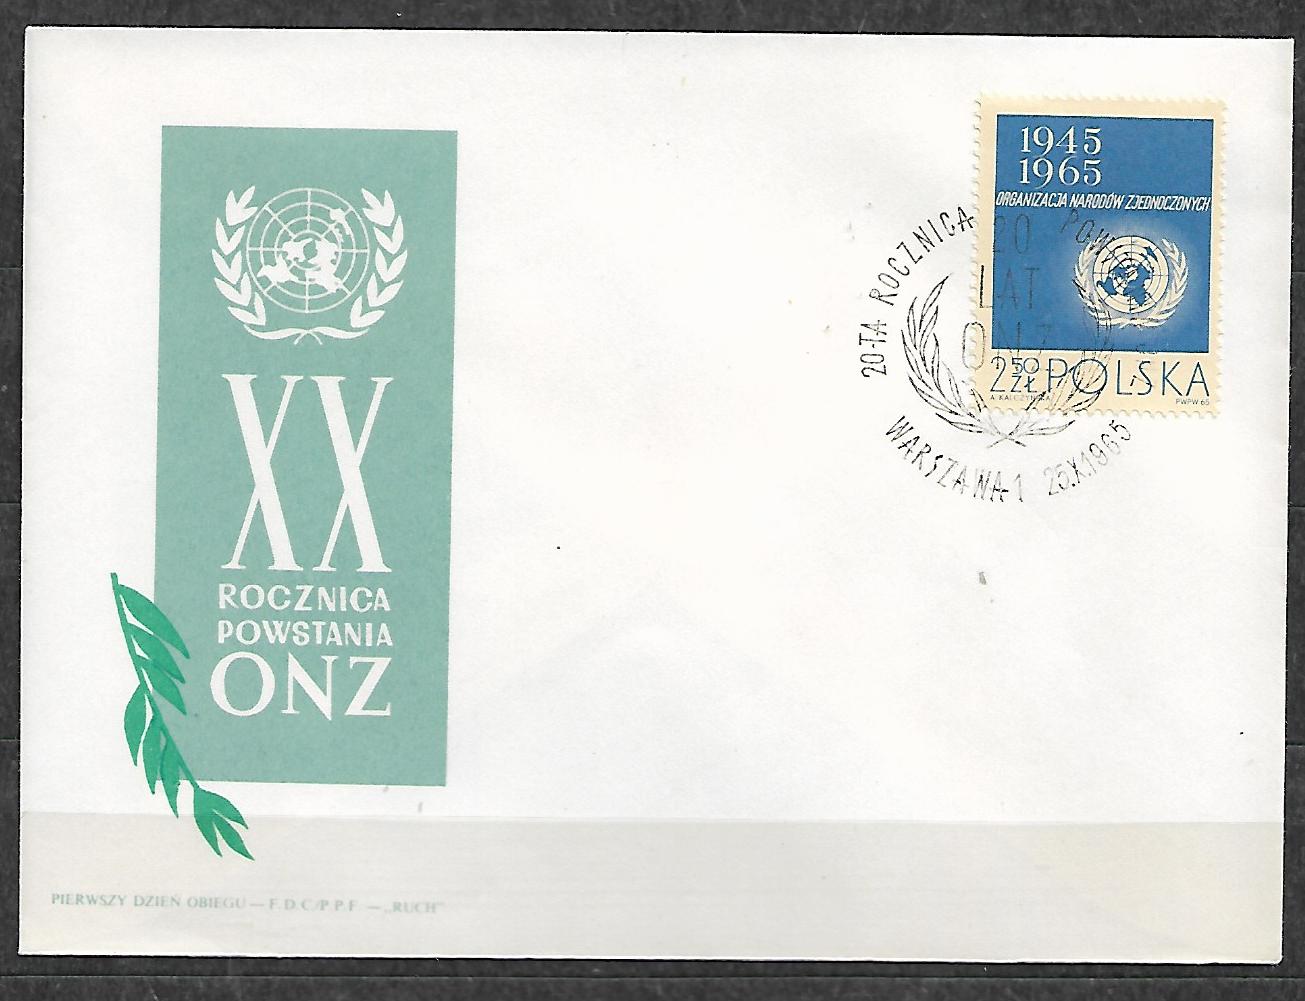 XX
ROCZNICA
POWSTANIA
ONZ
PIERWSZY DZIEŃ OBIEGU — F.D.C./P.P.F. — „RUCH”
1945
1965
ORGANIZACJA NARODÓW ZJEDNOCZONYCH
2 50 ZŁ POLSKA
A. KALCZYŃSKA PWPW 65
20-TA ROCZNICA
20
LAT
ONZ
WARSZAWA 1 25.X.1965